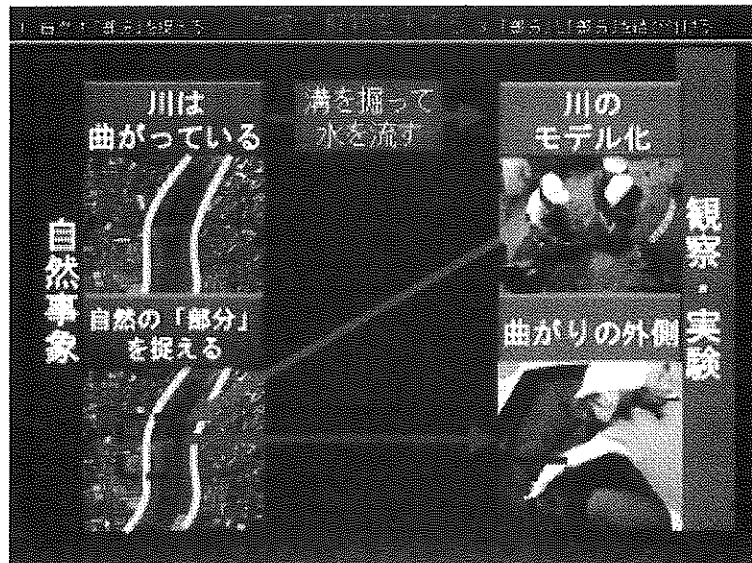 川は
曲がっている
溝を掘って
水を流す
川の
モデル化
自然事象
自然の「部分」
を捉える
曲がりの外側
観察・実験